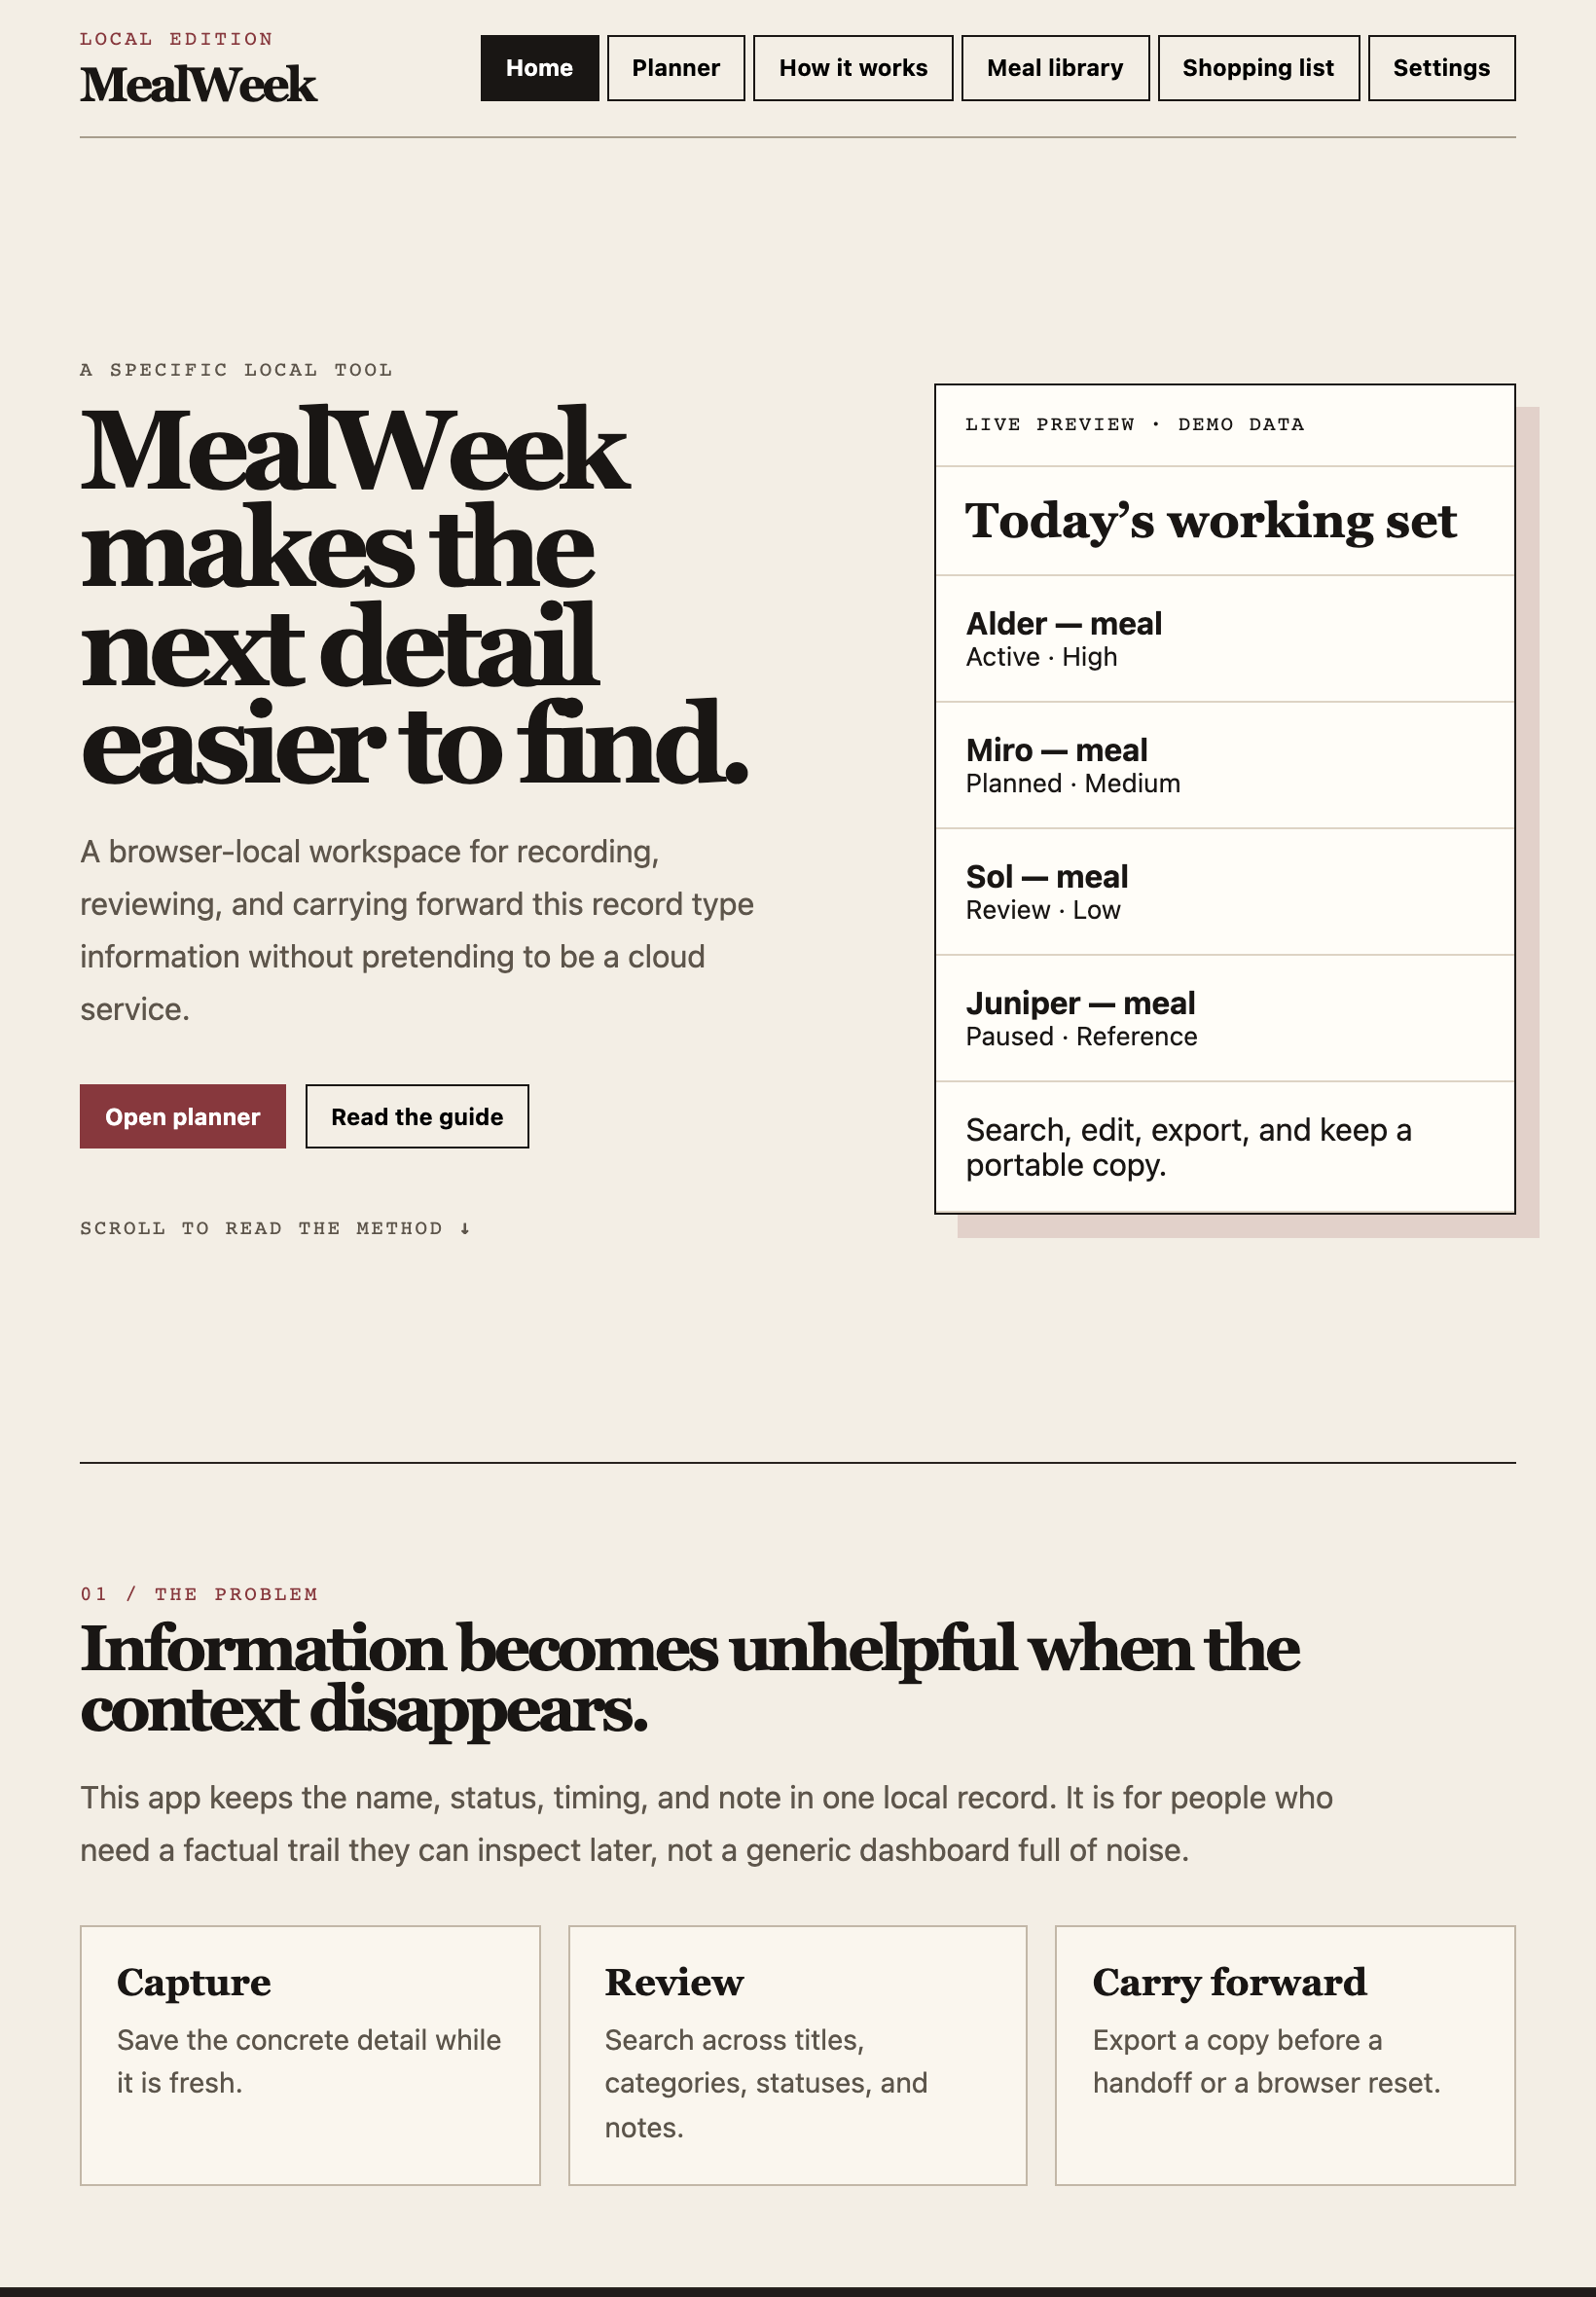 LOCAL EDITION
MealWeek
Home
Planner
How it works
Meal library
Shopping list
Settings
A SPECIFIC LOCAL TOOL
MealWeek
makes the
next detail
easier to find.
A browser-local workspace for recording,
reviewing, and carrying forward this record type
information without pretending to be a cloud
service.
Open planner
Read the guide
SCROLL TO READ THE METHOD ↓
LIVE PREVIEW · DEMO DATA
Today’s working set
Alder — meal
Active · High
Miro — meal
Planned · Medium
Sol — meal
Review · Low
Juniper — meal
Paused · Reference
Search, edit, export, and keep a
portable copy.
01 / THE PROBLEM
Information becomes unhelpful when the
context disappears.
This app keeps the name, status, timing, and note in one local record. It is for people who
need a factual trail they can inspect later, not a generic dashboard full of noise.
Capture
Save the concrete detail while
it is fresh.
Review
Search across titles,
categories, statuses, and
notes.
Carry forward
Export a copy before a
handoff or a browser reset.